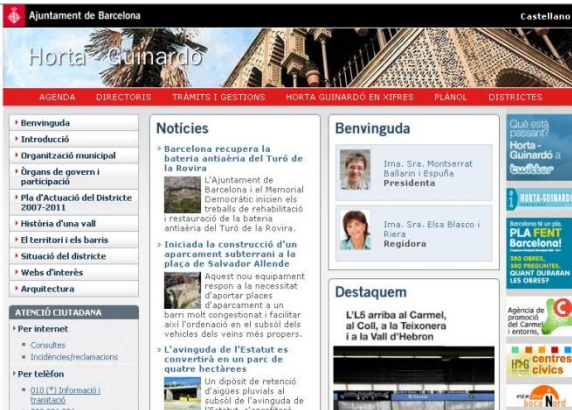 Ajuntament de Barcelona
Castellano
Horta - Guinardó
AGENDA DIRECTORIS TRÀMITS I GESTIONS HORTA GUINARDÓ EN XIFRES PLÀNOL DISTRICTES
Benvinguda
Introducció
Organització municipal
Òrgans de govern i
participació
Pla d'Actuació del Districte
2007-2011
Història d'una vall
El territori i els barris
Situació del districte
Webs d'interès
Arquitectura
ATENCIÓ CIUTADANA
Per internet
Consultes
Incidències/reclamacions
Per telèfon
010 (*) Informació i
tramitació
Notícies
Barcelona recupera la
bateria antiaèria del Turó de
la Rovira
L'Ajuntament de
Barcelona i el Memorial
Democràtic inicien els
treballs de rehabilitació
i restauració de la bateria
antiaèria del Turó de la Rovira.
Iniciada la construcció d'un
aparcament subterrani a la
plaça de Salvador Allende
Aquest nou equipament
respon a la necessitat
d'aportar places
d'aparcament a un
barri molt congestionat i facilitar
així l'ordenació en el subsòl dels
vehicles dels veïns més propers.
L'avinguda de l'Estatut es
convertirà en un parc de
quatre hectàrees
Un dipòsit de retenció
d'aigües pluvials al
subsòl de l'avinguda de
Benvinguda
Ima. Sra. Montserrat
Ballarin i Espuña
Presidenta
Ima. Sra. Elsa Blasco i
Riera
Regidora
Destaquem
L'L5 arriba al Carmel,
al Coll, a la Teixonera
i a la Vall d'Hebron
Què està
passant?
Horta -
Guinardó a
twitter
HORTA-GUINARDÓ
Barcelona té un pla.
PLA FENT
Barcelona!
360 OBRES,
360 PREGUNTES.
QUANT DURARAN
LES OBRES?
Agència de
promoció
del Carmel
i entorns,
centres
cívics
boca Nord